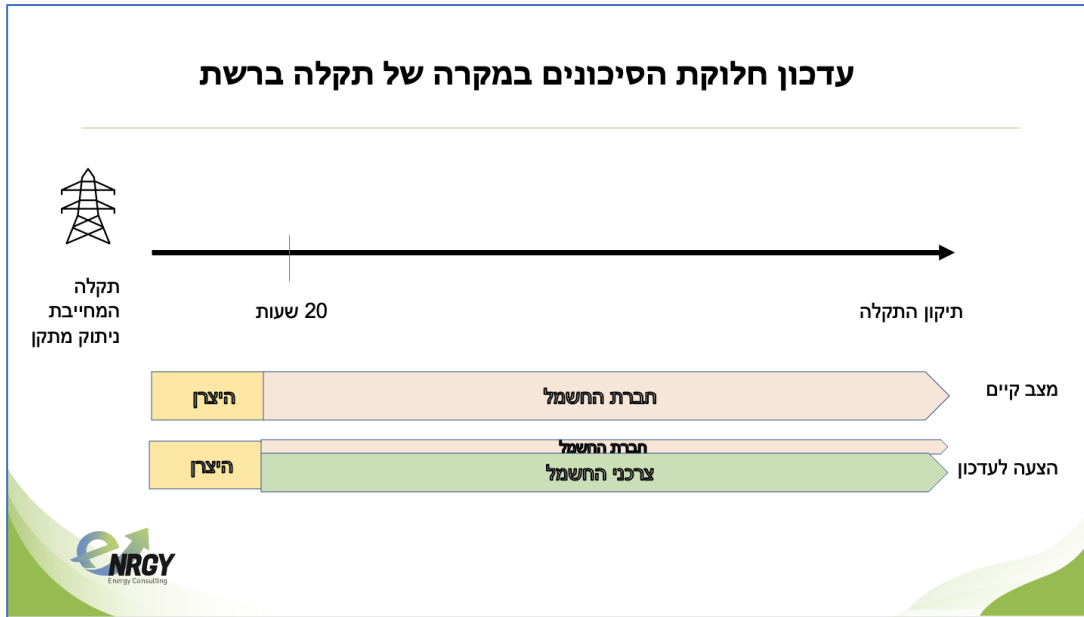 עדכון חלוקת הסיכונים במקרה של תקלה ברשת
תקלה
המחייבת
ניתוק מתקן
20 שעות
תיקון התקלה
מצב קיים
חברת החשמל
היצרן
הצעה לעדכון
חברת החשמל
צרכני החשמל
היצרן
eNRGY
Energy Consulting